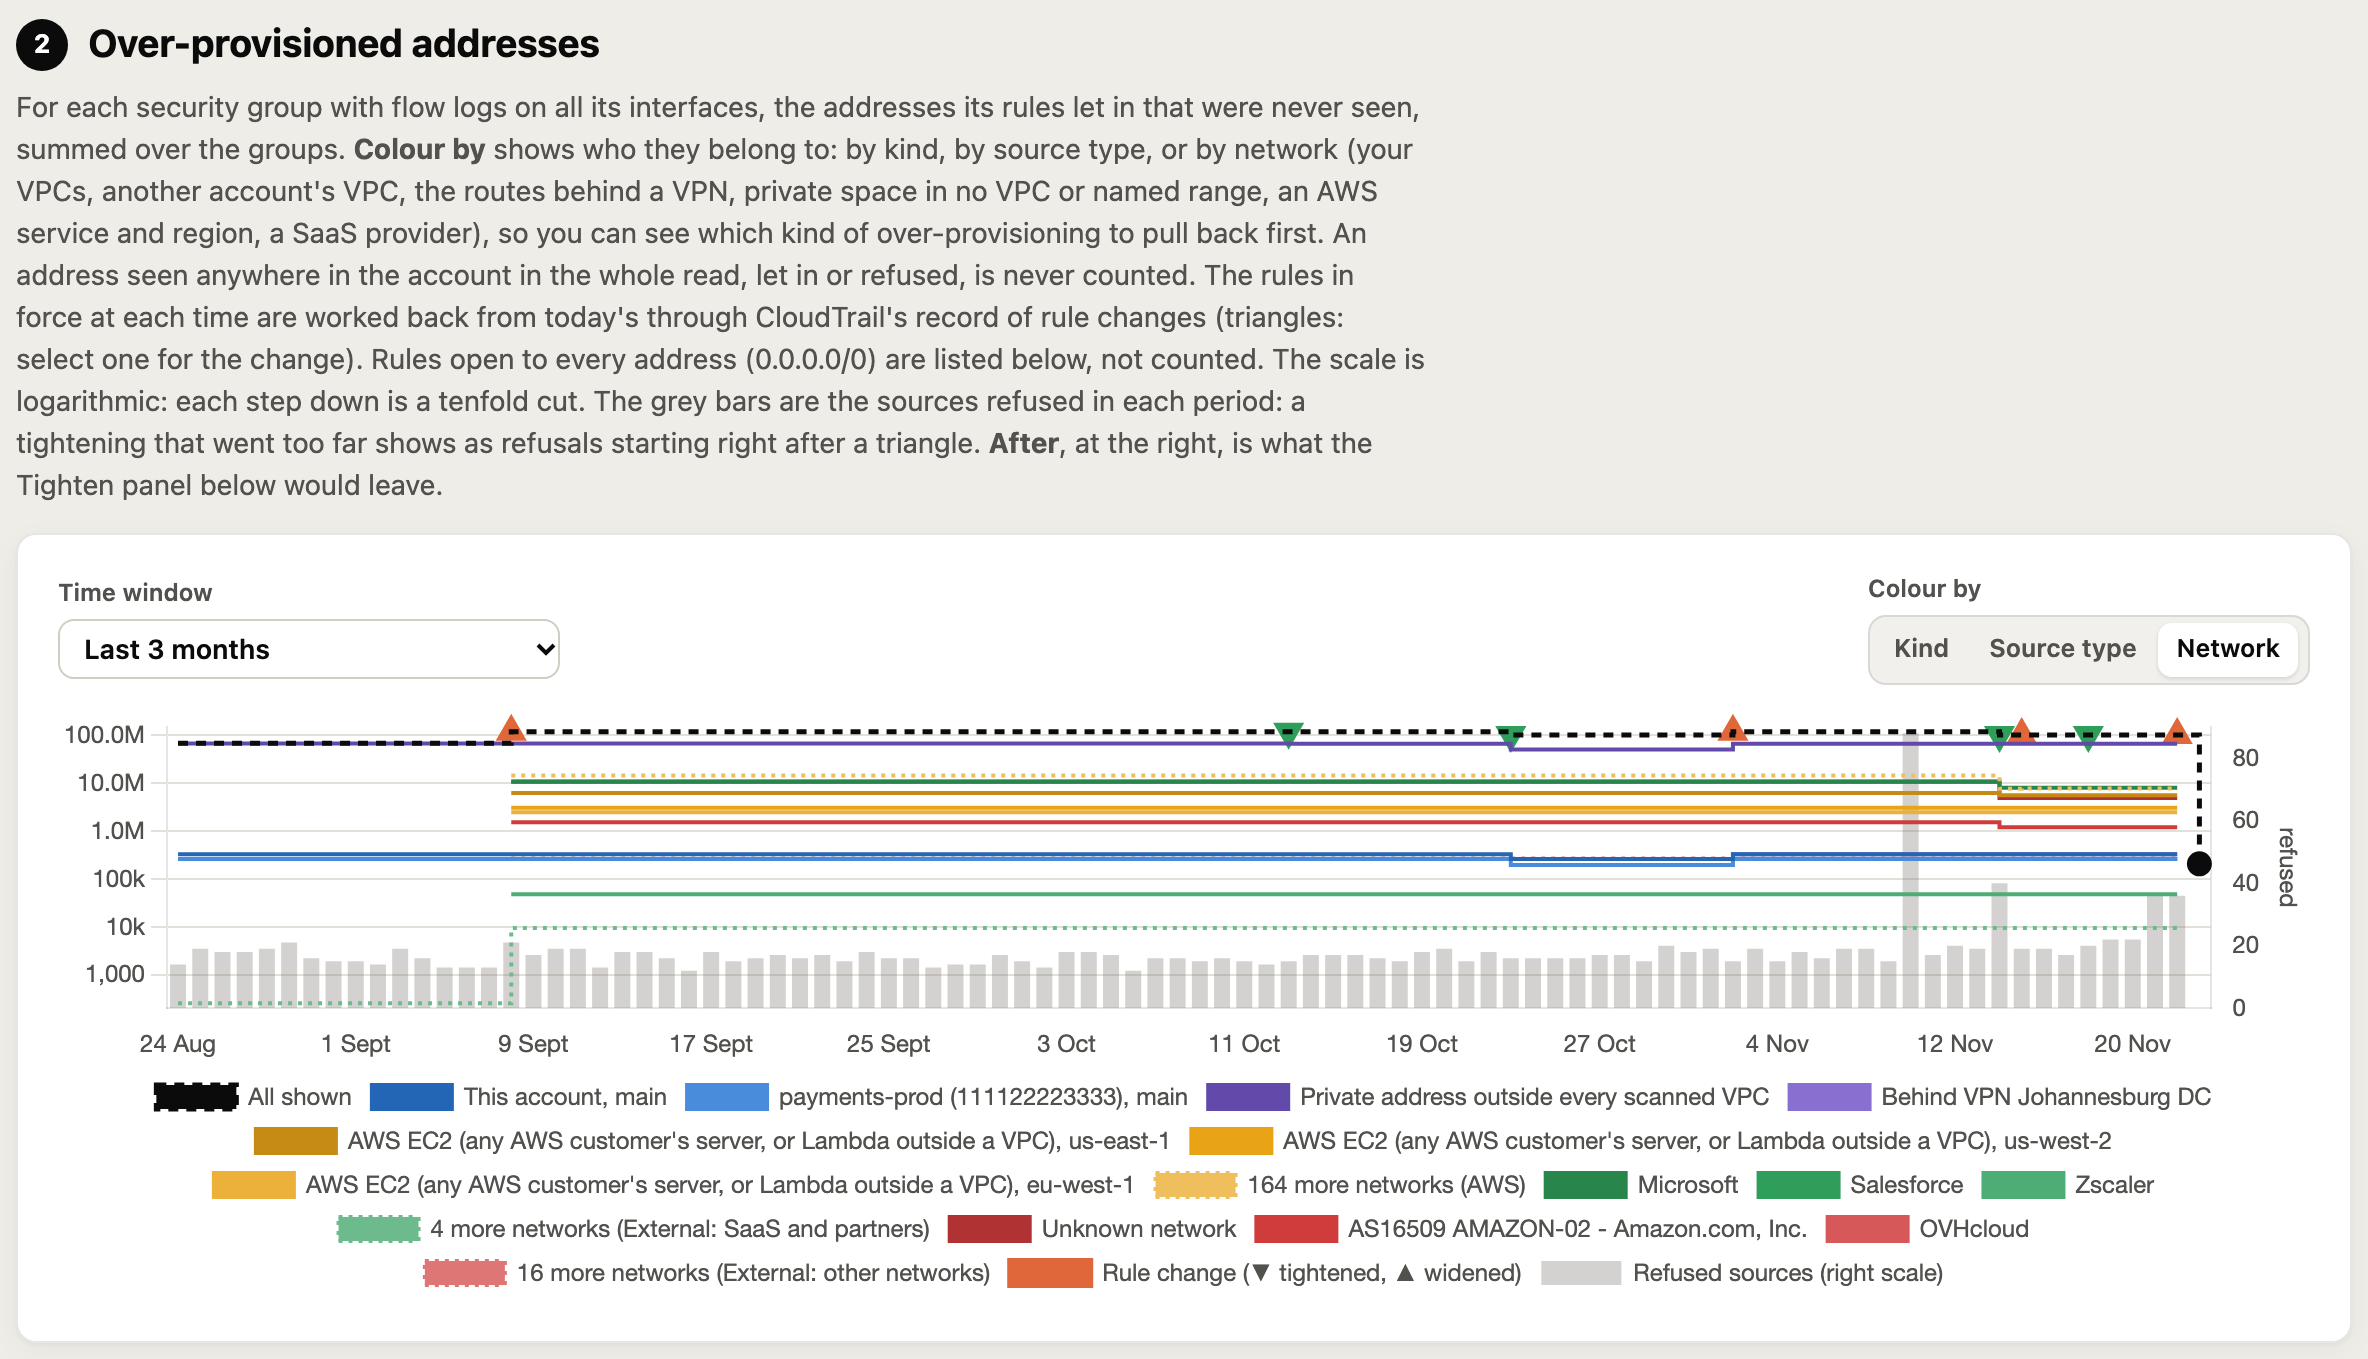 2 Over-provisioned addresses
For each security group with flow logs on all its interfaces, the addresses its rules let in that were never seen,
summed over the groups. Colour by shows who they belong to: by kind, by source type, or by network (your
VPCs, another account's VPC, the routes behind a VPN, private space in no VPC or named range, an AWS
service and region, a SaaS provider), so you can see which kind of over-provisioning to pull back first. An
address seen anywhere in the account in the whole read, let in or refused, is never counted. The rules in
force at each time are worked back from today's through CloudTrail's record of rule changes (triangles:
select one for the change). Rules open to every address (0.0.0.0/0) are listed below, not counted. The scale is
logarithmic: each step down is a tenfold cut. The grey bars are the sources refused in each period: a
tightening that went too far shows as refusals starting right after a triangle. After, at the right, is what the
Tighten panel below would leave.
Time window
Last 3 months
Colour by
Kind Source type Network
100.0M
10.0M
1.0M
100k
10k
1,000
80
60
40
20
0
refused
24 Aug 1 Sept 9 Sept 17 Sept 25 Sept 3 Oct 11 Oct 19 Oct 27 Oct 4 Nov 12 Nov 20 Nov
All shown This account, main payments-prod (111122223333), main Private address outside every scanned VPC Behind VPN Johannesburg DC
AWS EC2 (any AWS customer's server, or Lambda outside a VPC), us-east-1 AWS EC2 (any AWS customer's server, or Lambda outside a VPC), us-west-2
AWS EC2 (any AWS customer's server, or Lambda outside a VPC), eu-west-1 164 more networks (AWS) Microsoft Salesforce Zscaler
4 more networks (External: SaaS and partners) Unknown network AS16509 AMAZON-02 - Amazon.com, Inc. OVHcloud
16 more networks (External: other networks) Rule change (▼ tightened, ▲ widened) Refused sources (right scale)